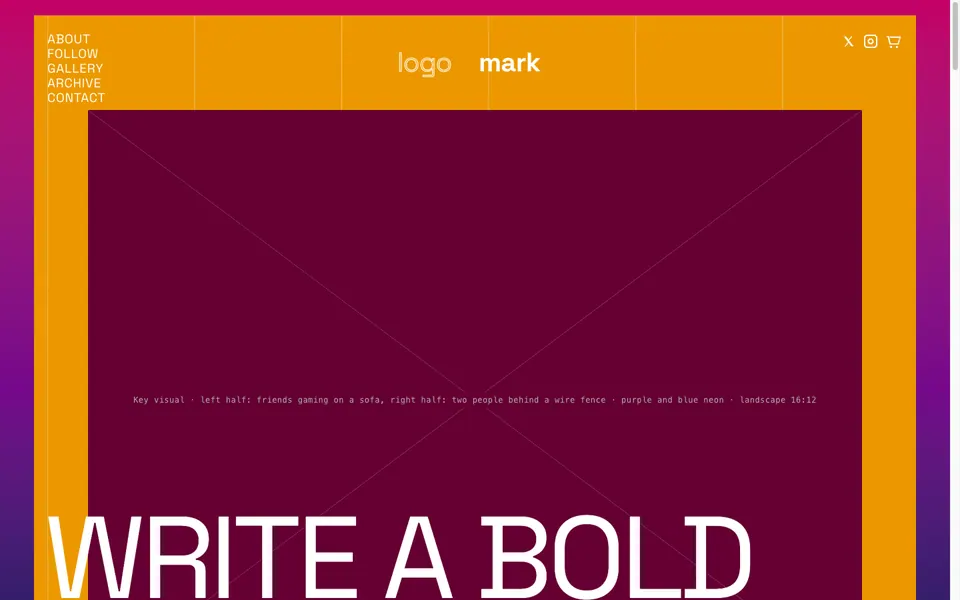 ABOUT
FOLLOW
GALLERY
ARCHIVE
CONTACT
logo mark
Key visual · left half: friends gaming on a sofa, right half: two people behind a wire fence · purple and blue neon · landscape 16:12
WRITE A BOLD